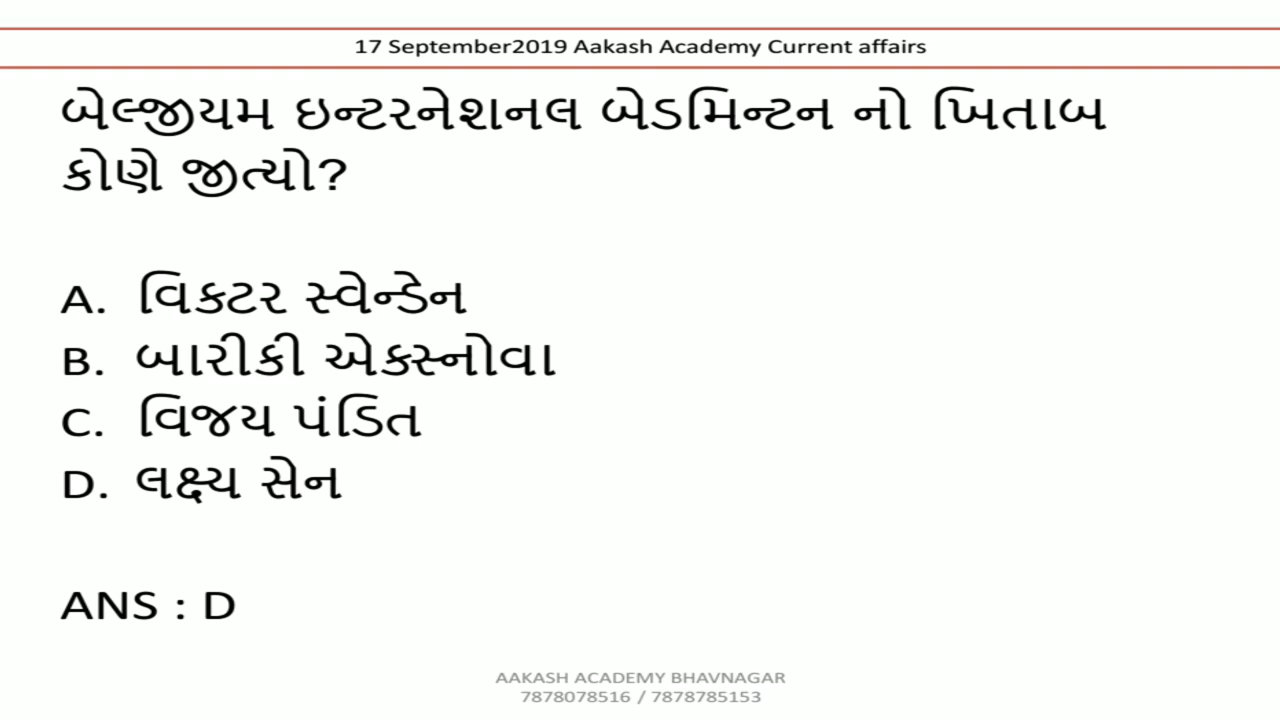 17 September2019 Aakash Academy Current affairs
બેલ્જીયમ ઇન્ટરનેશનલ બેડમિન્ટન નો ખિતાબ
કોણે જીત્યો?
A. વિકટર સ્વેન્ડેન
B. બારીકી એક્સ્નોવા
C. વિજય પંડિત
D. લક્ષ્ય સેન
ANS : D
AAKASH ACADEMY BHAVNAGAR
7878078516 / 7878785153